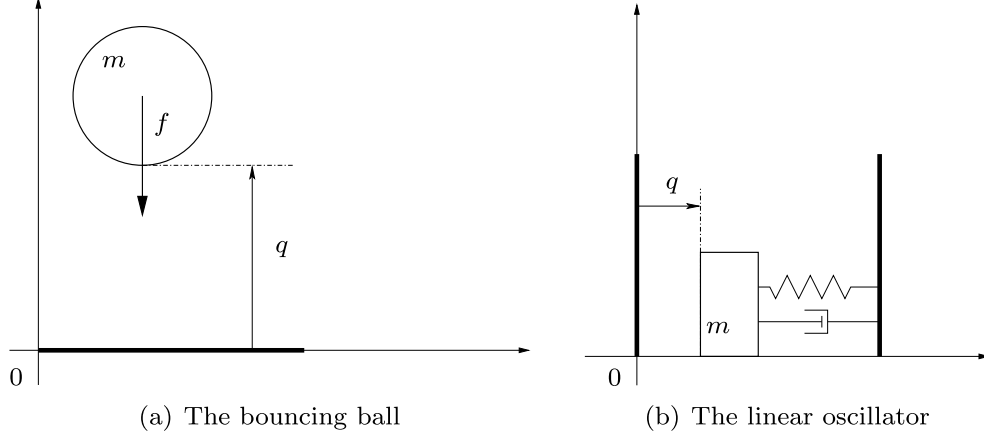 m
f
q
0
(a) The bouncing ball
q
m
0
(b) The linear oscillator